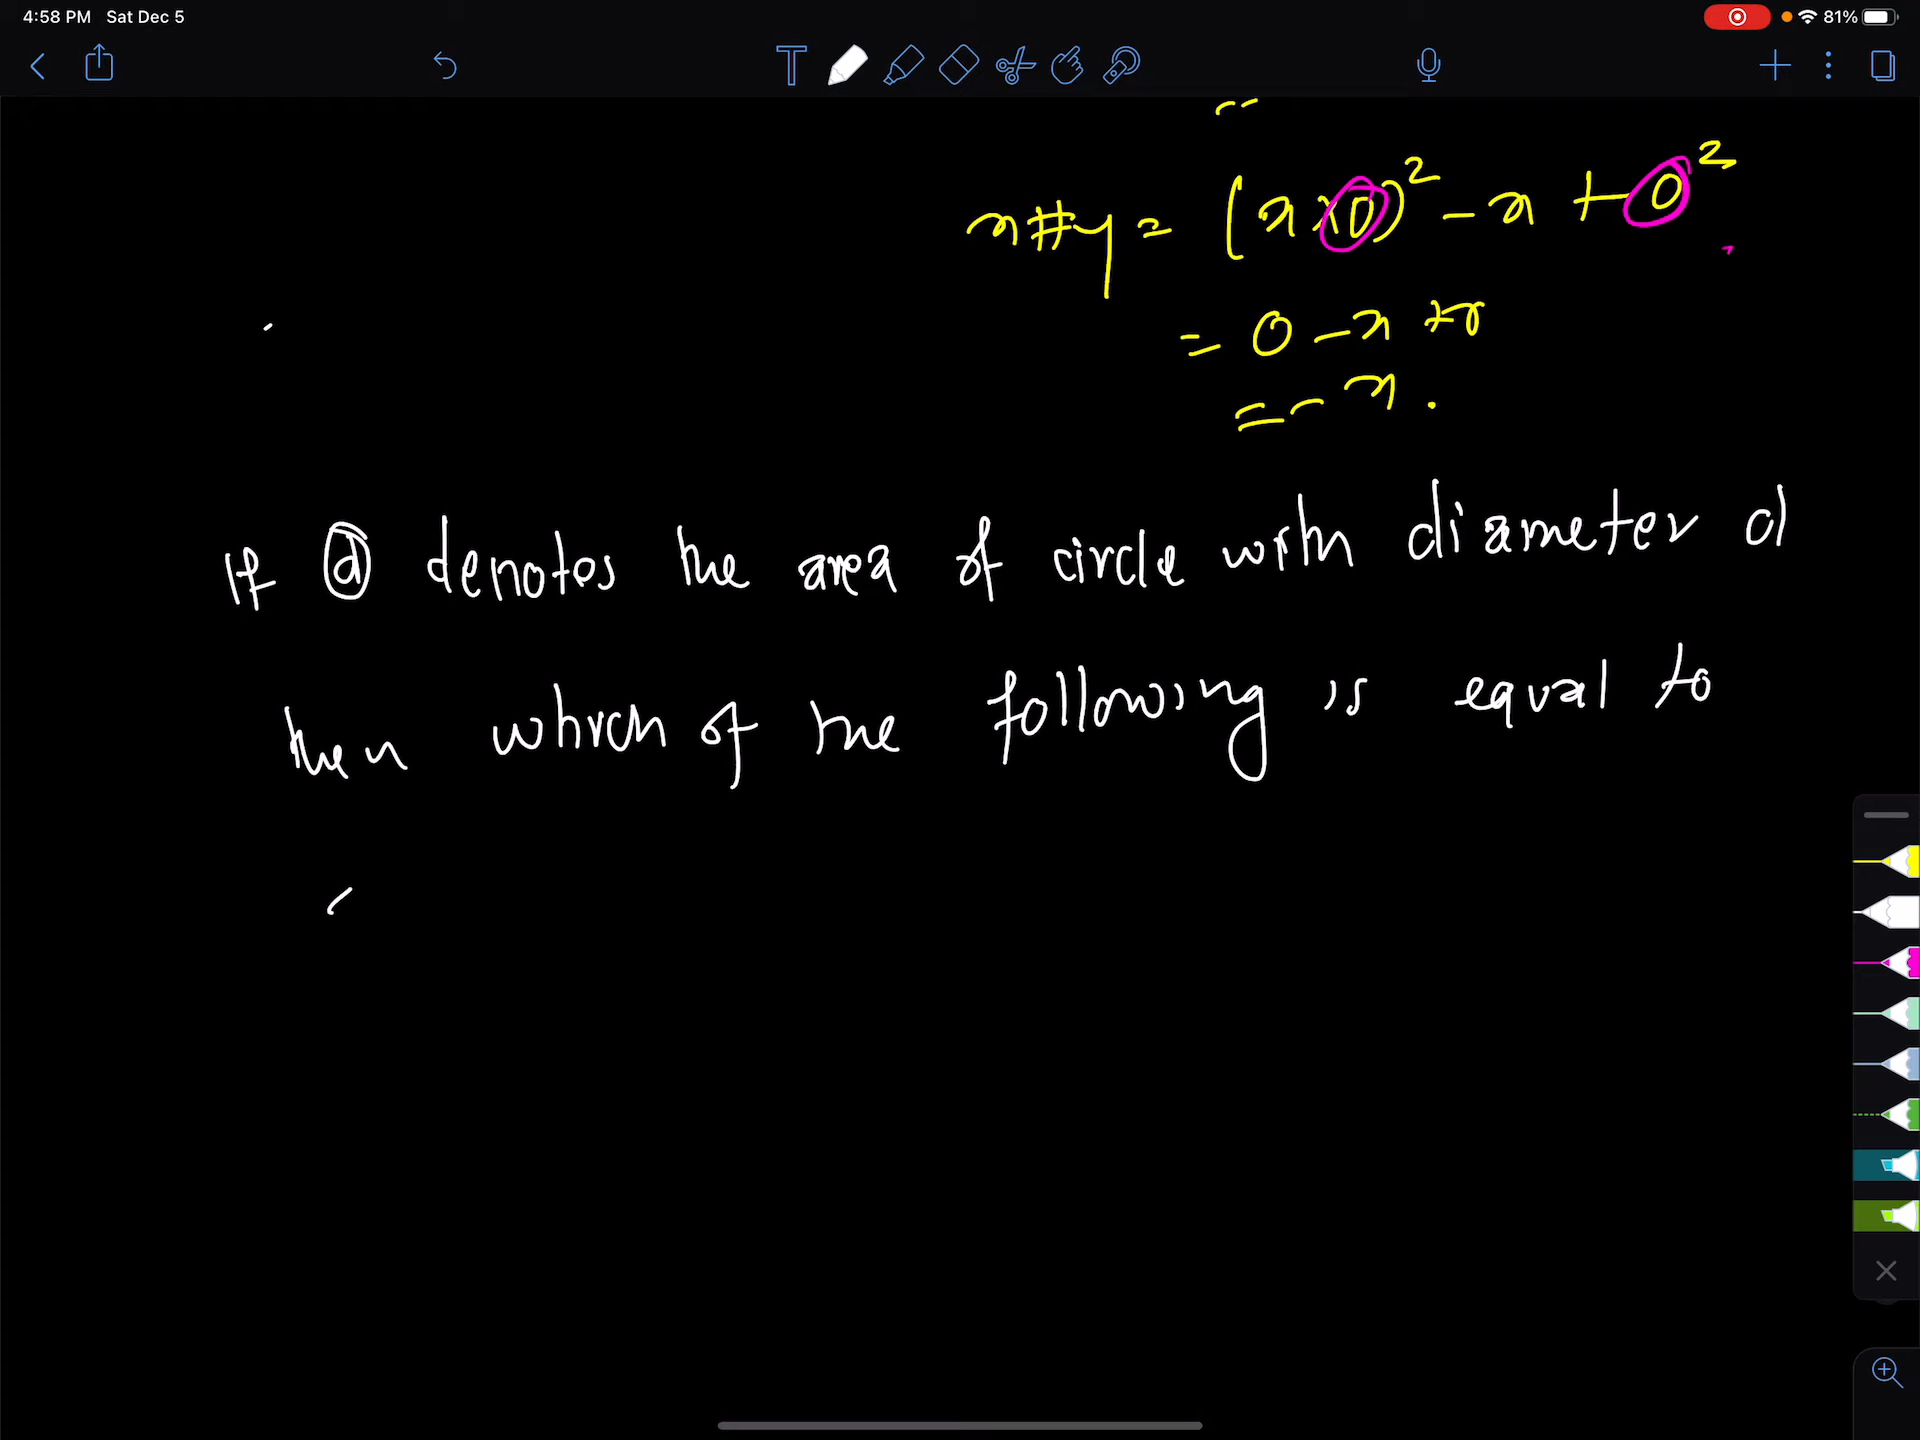 4:58 PM Sat Dec 5
81%
x#y = (x×0)² - x + 0²
= 0 - x + 0
= - x .
If ⓓ denotes the area of circle with diameter d
then which of the following is equal to